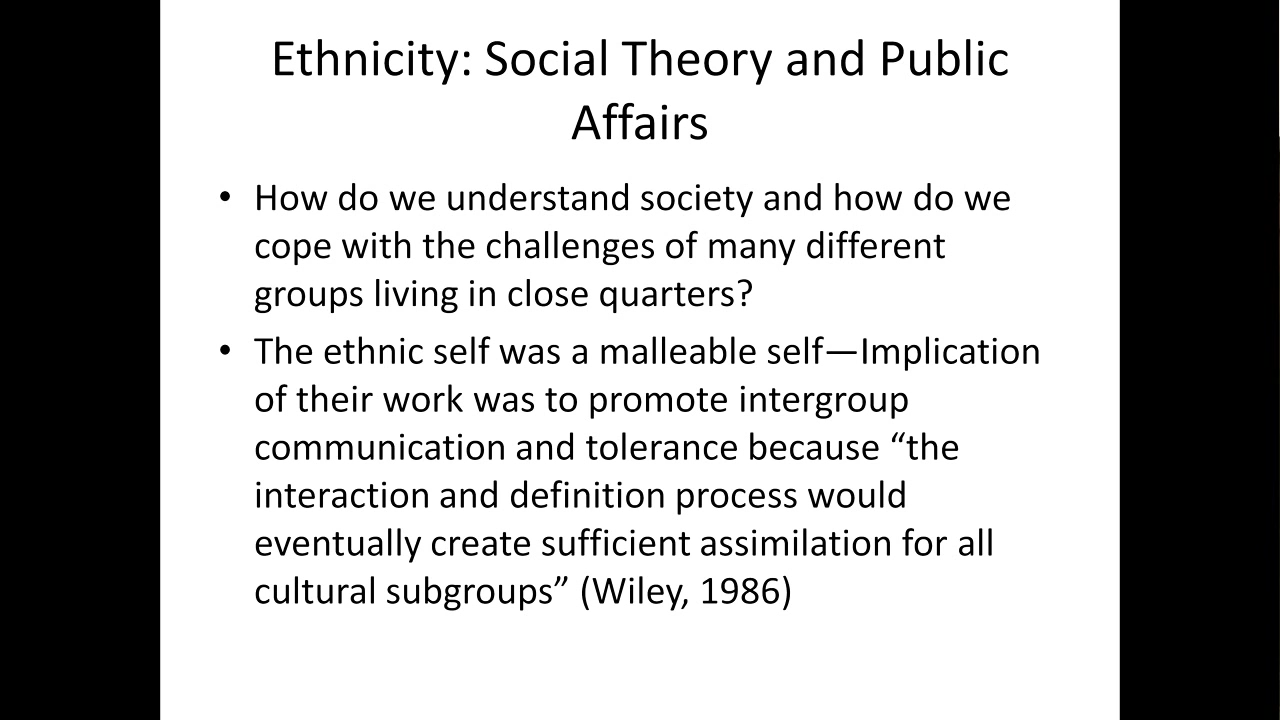 Ethnicity: Social Theory and Public
Affairs
• How do we understand society and how do we
cope with the challenges of many different
groups living in close quarters?
• The ethnic self was a malleable self—Implication
of their work was to promote intergroup
communication and tolerance because “the
interaction and definition process would
eventually create sufficient assimilation for all
cultural subgroups” (Wiley, 1986)